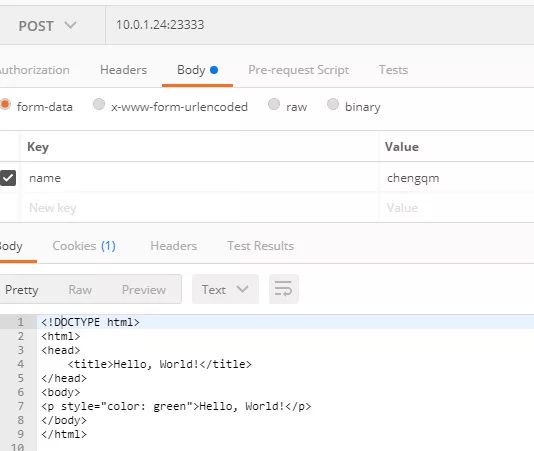 POST 10.0.1.24:23333
Authorization Headers Body Pre-request Script Tests
form-data x-www-form-urlencoded raw binary
Key Value
name chengqm
New key Value
Body Cookies (1) Headers Test Results
Pretty Raw Preview Text
1 <!DOCTYPE html>
2 <html>
3 <head>
4 <title>Hello, World!</title>
5 </head>
6 <body>
7 <p style="color: green">Hello, World!</p>
8 </body>
9 </html>
10